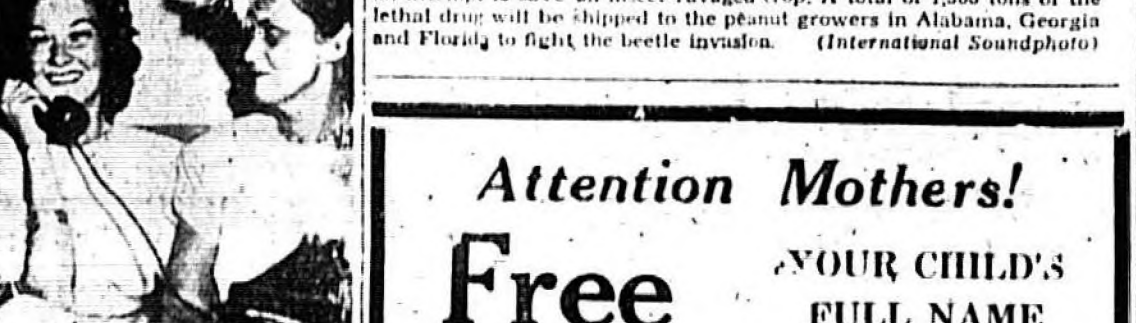 lethal drug will be shipped to the peanut growers in Alabama, Georgia
and Florida to fight the beetle invasion. (International Soundphoto)
Attention Mothers!
Free
YOUR CHILD'S
FULL NAME